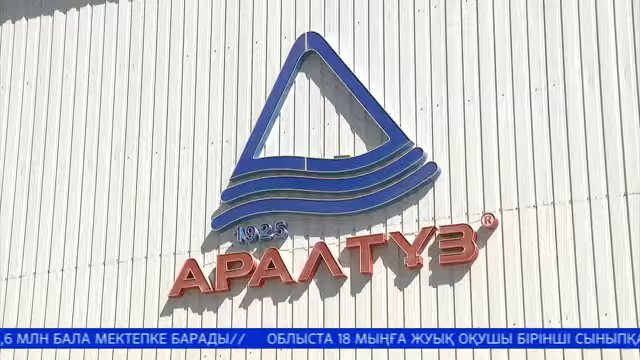 1925
АРАЛТҰЗ®
,6 МЛН БАЛА МЕКТЕПКЕ БАРАДЫ// ОБЛЫСТА 18 МЫҢҒА ЖУЫҚ ОҚУШЫ БІРІНШІ СЫНЫПҚ